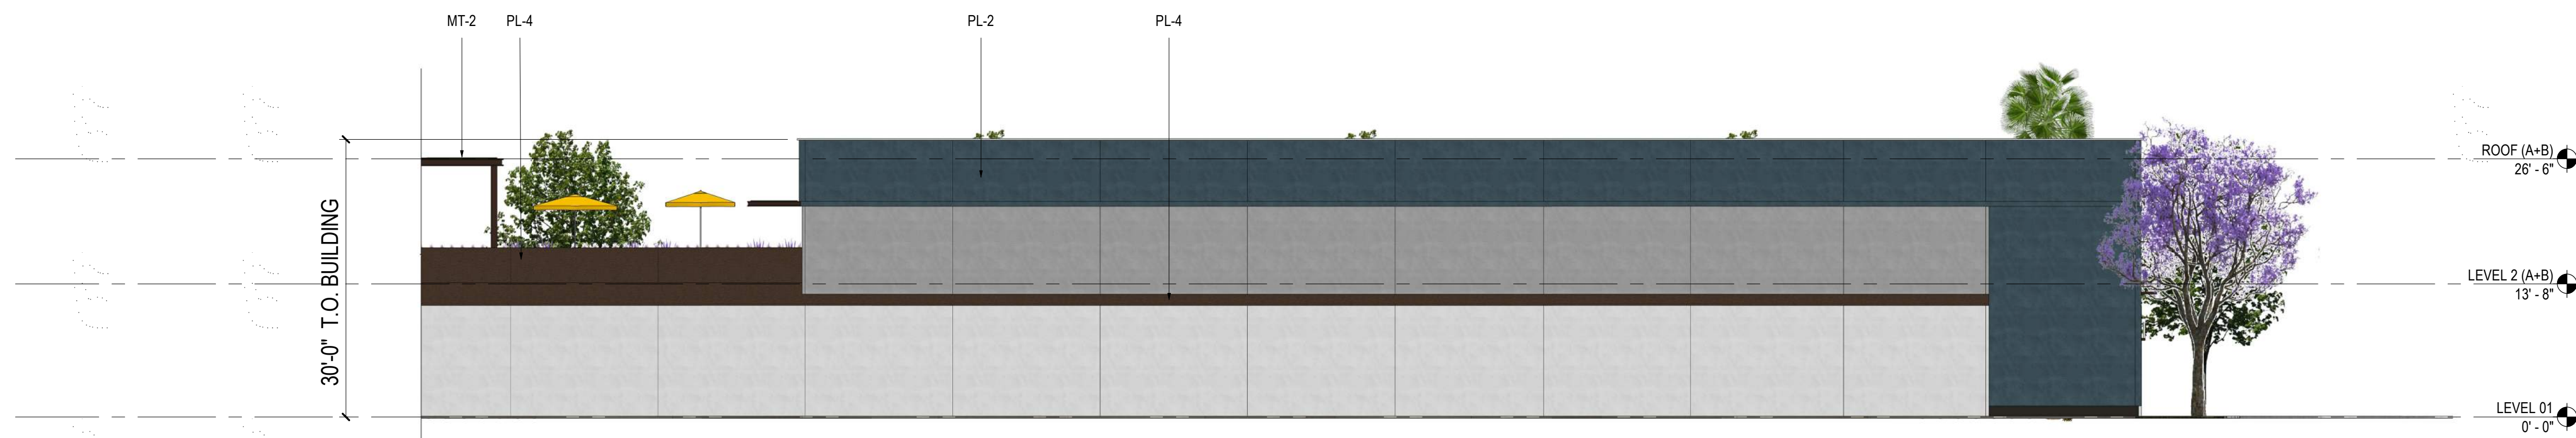 MT-2
PL-4
PL-2
PL-4
30'-0" T.O. BUILDING
ROOF (A+B)
26' - 6"
LEVEL 2 (A+B)
13' - 8"
LEVEL 01
0' - 0"